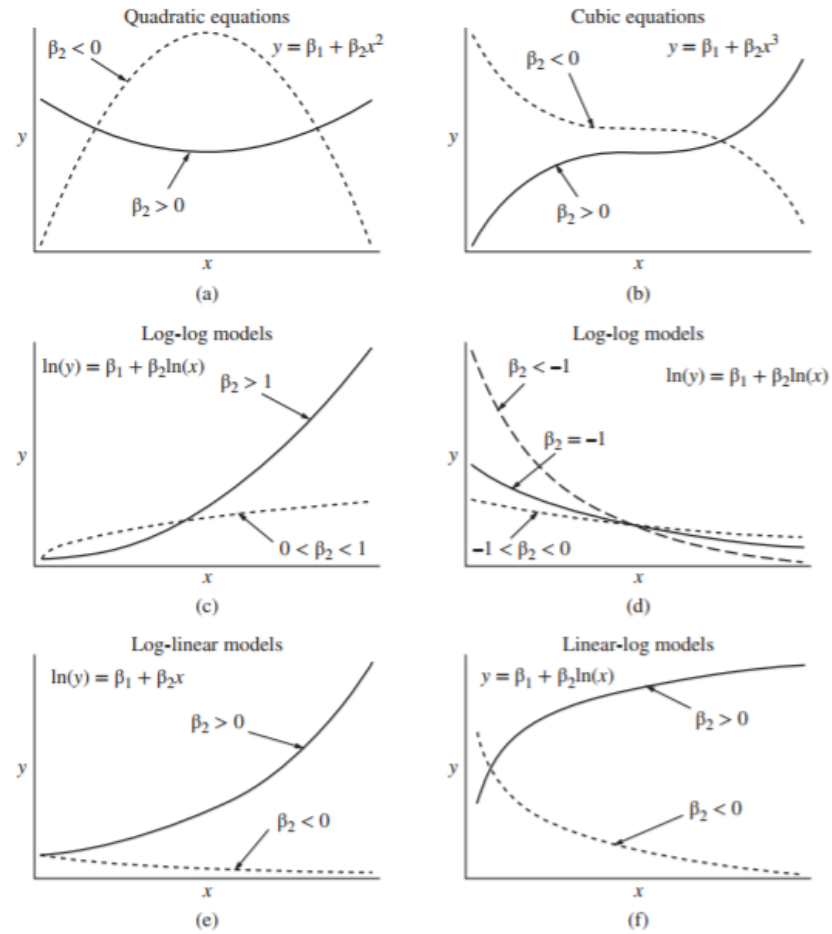 Quadratic equations
β₂ < 0
y = β₁ + β₂x²
y
β₂ > 0
x
(a)
Cubic equations
y = β₁ + β₂x³
β₂ < 0
y
β₂ > 0
x
(b)
Log-log models
ln(y) = β₁ + β₂ln(x)
β₂ > 1
y
0 < β₂ < 1
x
(c)
Log-log models
β₂ < −1
ln(y) = β₁ + β₂ln(x)
β₂ = −1
y
−1 < β₂ < 0
x
(d)
Log-linear models
ln(y) = β₁ + β₂x
β₂ > 0
y
β₂ < 0
x
(e)
Linear-log models
y = β₁ + β₂ln(x)
β₂ > 0
y
β₂ < 0
x
(f)